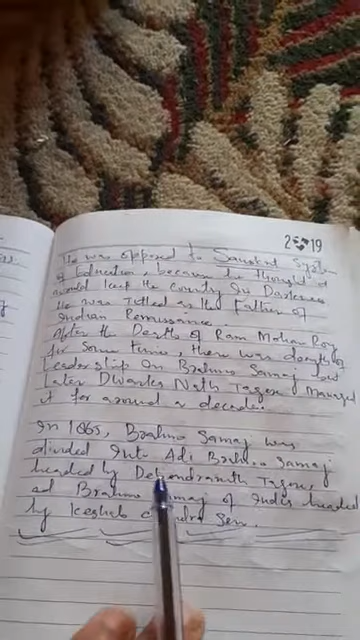 2019
He was opposed to Sanskrit System
of Education, because he thought it
would keep the country in Darkness
He was Titled as the Father of
Indian Renaissance.
After the Death of Ram Mohan Roy
for some time, there was dearth of
Leadership in Brahmo Samaj but
later Dwarka Nath Tagore Managed
it for around a decade.
In 1865, Brahmo Samaj was
divided into Adi Brahmo Samaj
headed by Debendranath Tagore,
and Brahmo Samaj of India headed
by Keshab Chandra Sen.